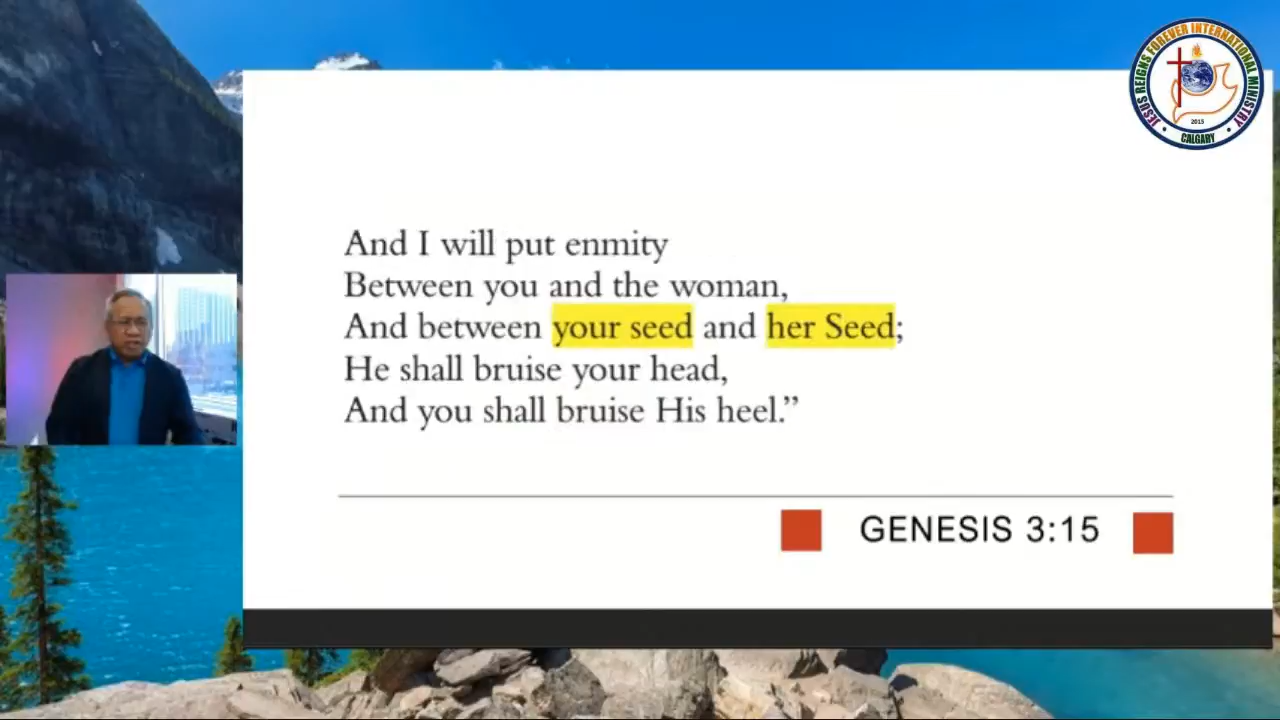 JESUS REIGNS FOREVER INTERNATIONAL MINISTRY
2015
• CALGARY •
And I will put enmity
Between you and the woman,
And between your seed and her Seed;
He shall bruise your head,
And you shall bruise His heel.”
GENESIS 3:15